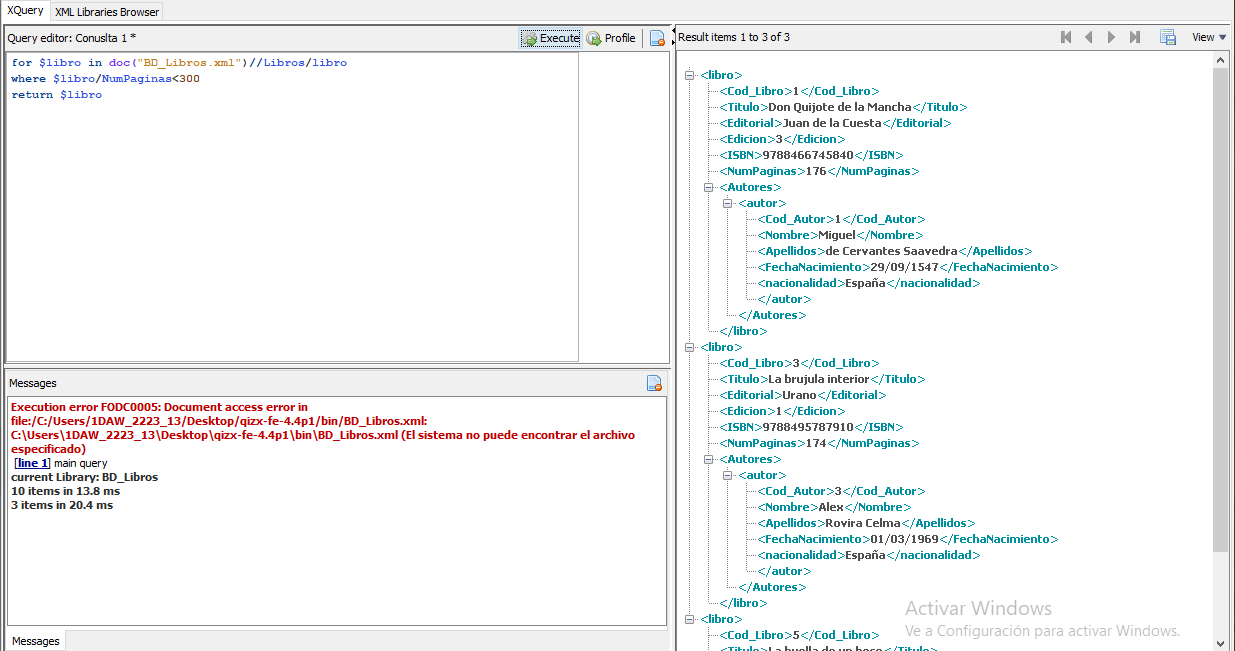 XQuery XML Libraries Browser
Query editor: Conuslta 1 * Execute Profile
for $libro in doc("BD_Libros.xml")//Libros/libro
where $libro/NumPaginas<300
return $libro
Messages
Execution error FODC0005: Document access error in
file:/C:/Users/1DAW_2223_13/Desktop/qizx-fe-4.4p1/bin/BD_Libros.xml:
C:\Users\1DAW_2223_13\Desktop\qizx-fe-4.4p1\bin\BD_Libros.xml (El sistema no puede encontrar el archivo
especificado)
[line 1] main query
current Library: BD_Libros
10 items in 13.8 ms
3 items in 20.4 ms
Messages
Result items 1 to 3 of 3 View
<libro>
<Cod_Libro>1</Cod_Libro>
<Titulo>Don Quijote de la Mancha</Titulo>
<Editorial>Juan de la Cuesta</Editorial>
<Edicion>3</Edicion>
<ISBN>9788466745840</ISBN>
<NumPaginas>176</NumPaginas>
<Autores>
<autor>
<Cod_Autor>1</Cod_Autor>
<Nombre>Miguel</Nombre>
<Apellidos>de Cervantes Saavedra</Apellidos>
<FechaNacimiento>29/09/1547</FechaNacimiento>
<nacionalidad>España</nacionalidad>
</autor>
</Autores>
</libro>
<libro>
<Cod_Libro>3</Cod_Libro>
<Titulo>La brujula interior</Titulo>
<Editorial>Urano</Editorial>
<Edicion>1</Edicion>
<ISBN>9788495787910</ISBN>
<NumPaginas>174</NumPaginas>
<Autores>
<autor>
<Cod_Autor>3</Cod_Autor>
<Nombre>Alex</Nombre>
<Apellidos>Rovira Celma</Apellidos>
<FechaNacimiento>01/03/1969</FechaNacimiento>
<nacionalidad>España</nacionalidad>
</autor>
</Autores>
</libro>
<libro>
<Cod_Libro>5</Cod_Libro>
<Titulo>La huella de un beso</Titulo>
Activar Windows
Ve a Configuración para activar Windows.